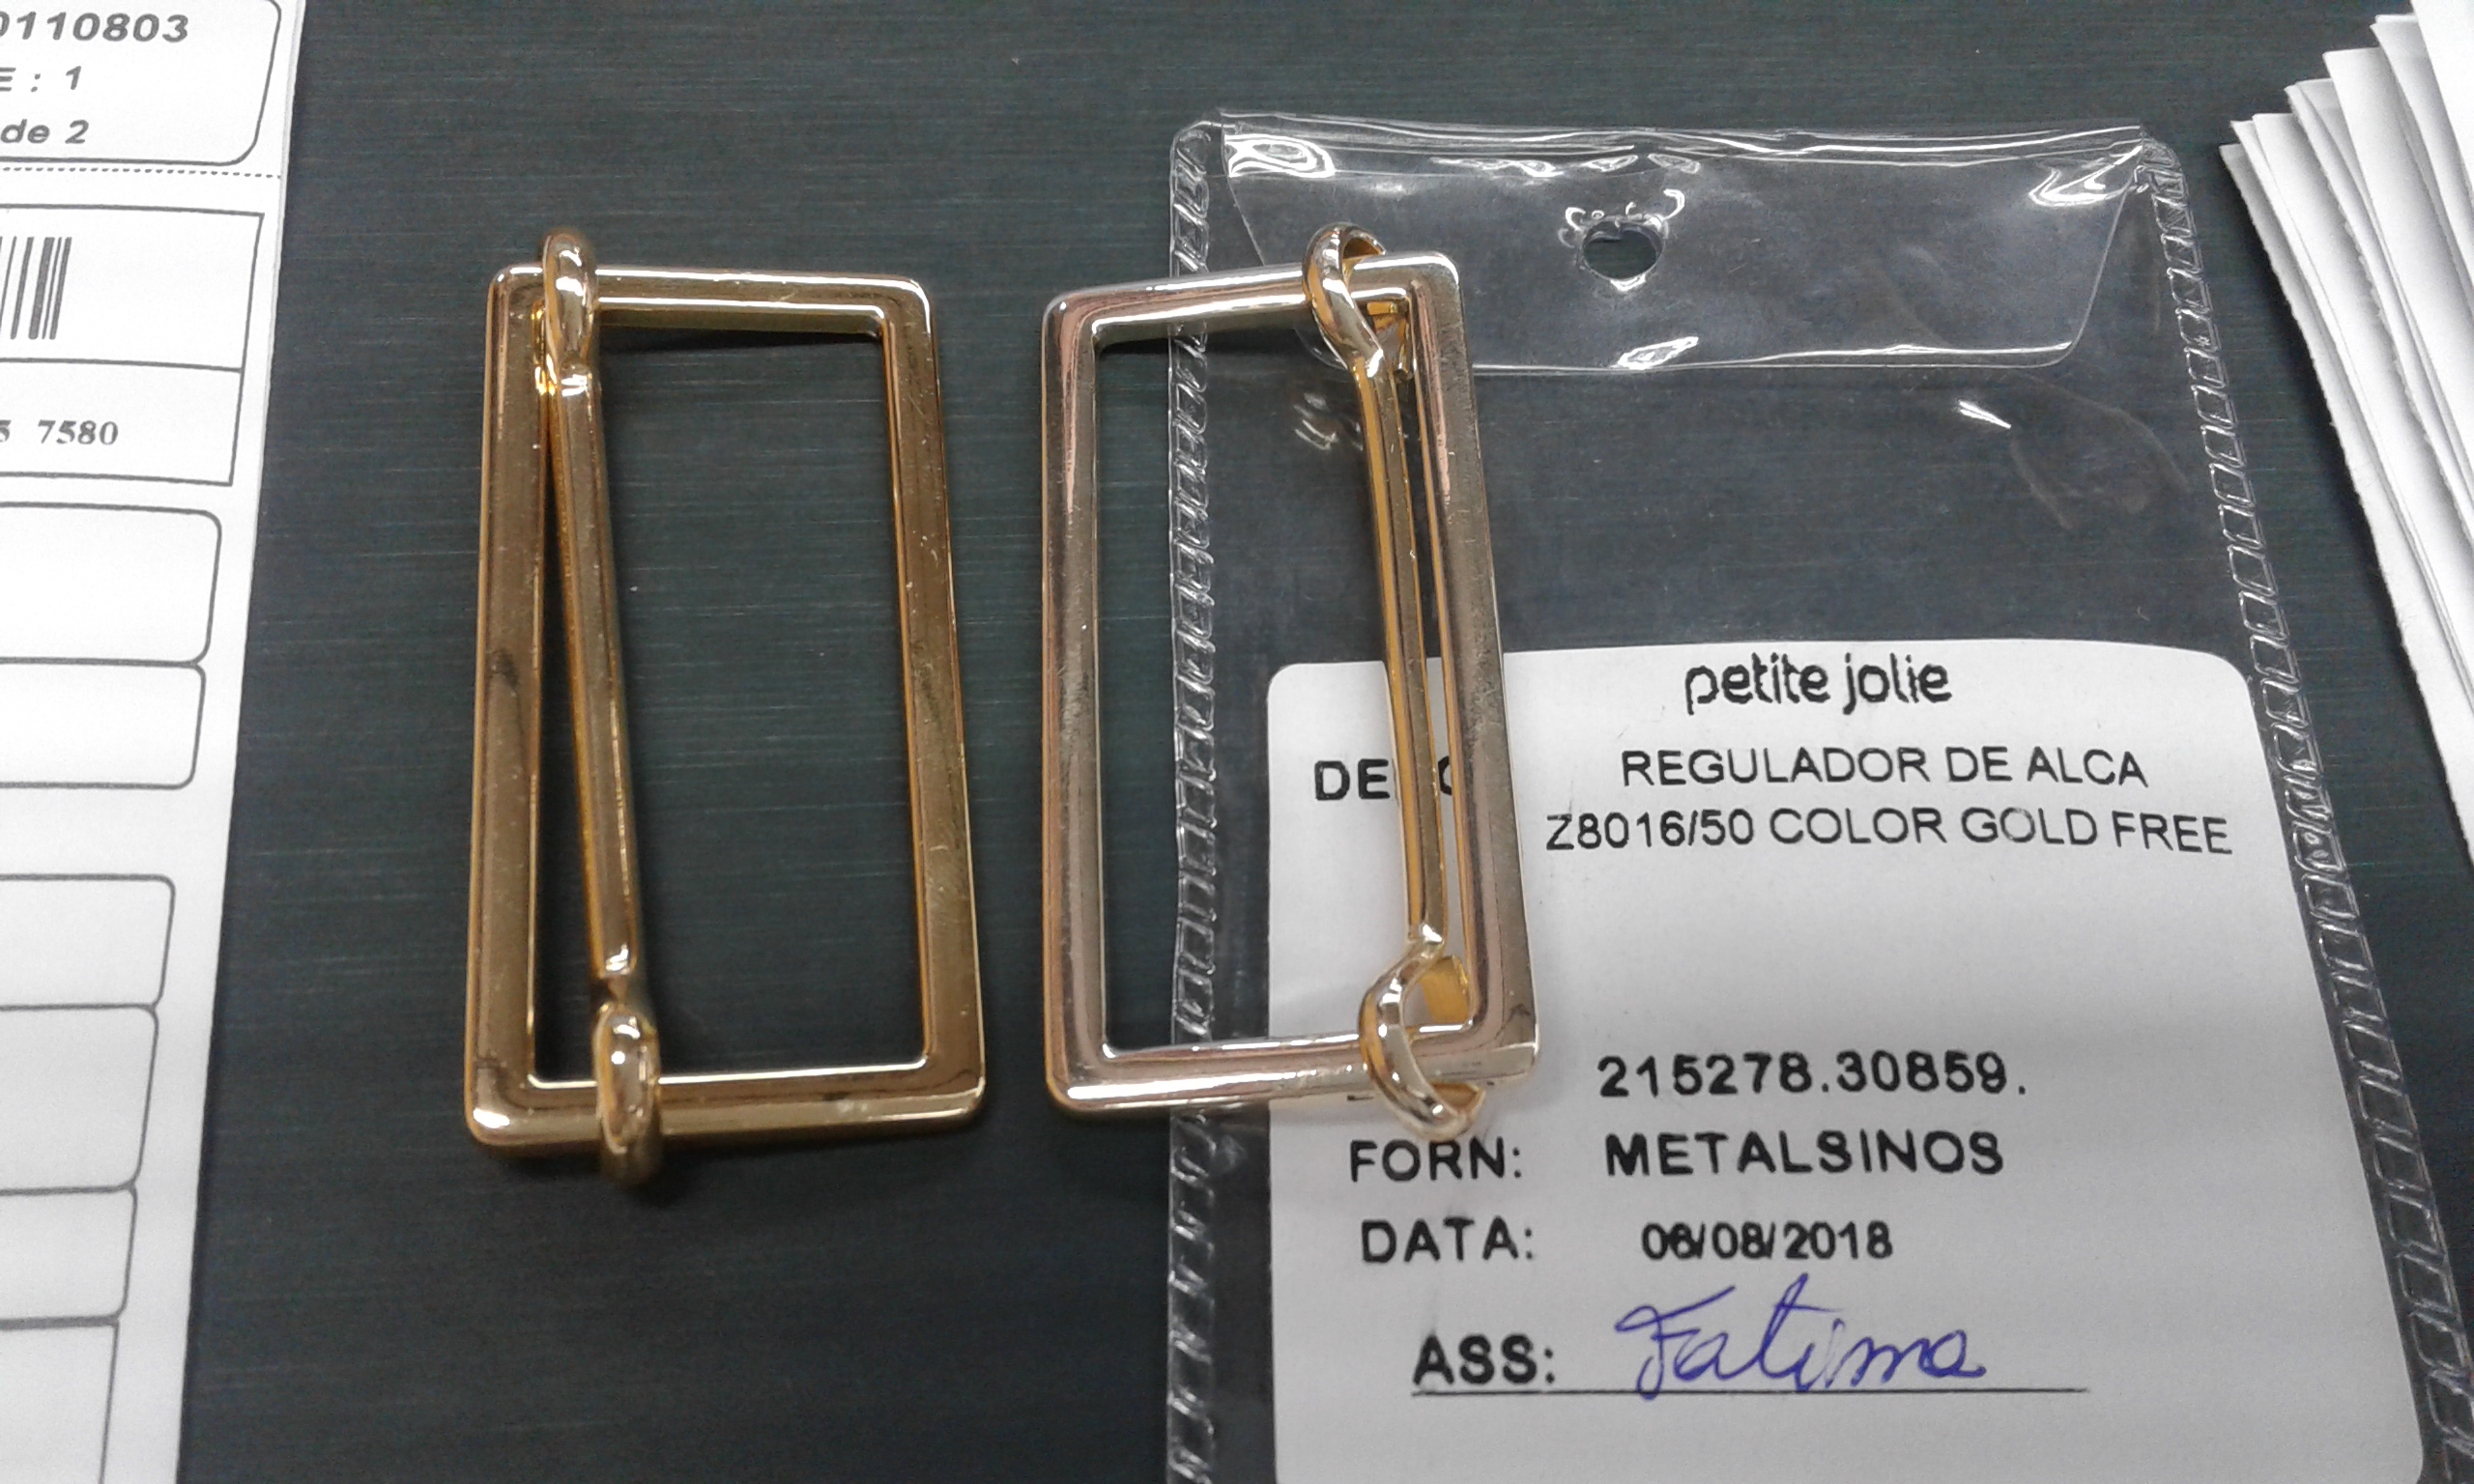 0110803
E : 1
de 2
5 7580
petite jolie
REGULADOR DE ALCA
Z8016/50 COLOR GOLD FREE
215278.30859.
FORN: METALSINOS
DATA: 06/08/2018
ASS: Fatima